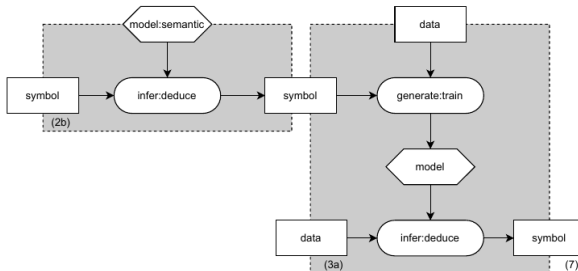 model:semantic
data
symbol
infer:deduce
symbol
generate:train
(2b)
model
data
infer:deduce
symbol
(3a)
(7)